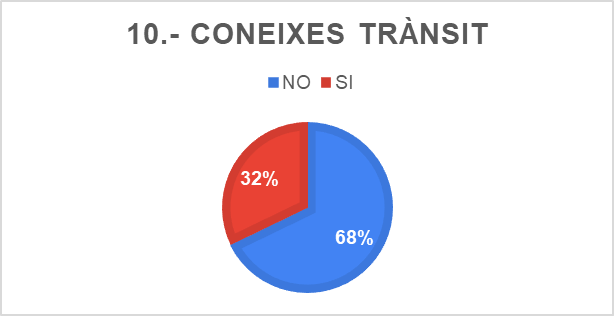 10.- CONEIXES TRÀNSIT
NO SI
32%
68%